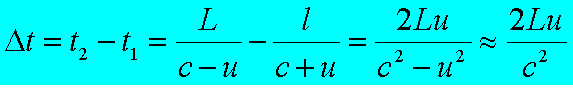 Δt = t₂ − t₁ = L/(c − u) − l/(c + u) = 2Lu/(c² − u²) ≈ 2Lu/c²